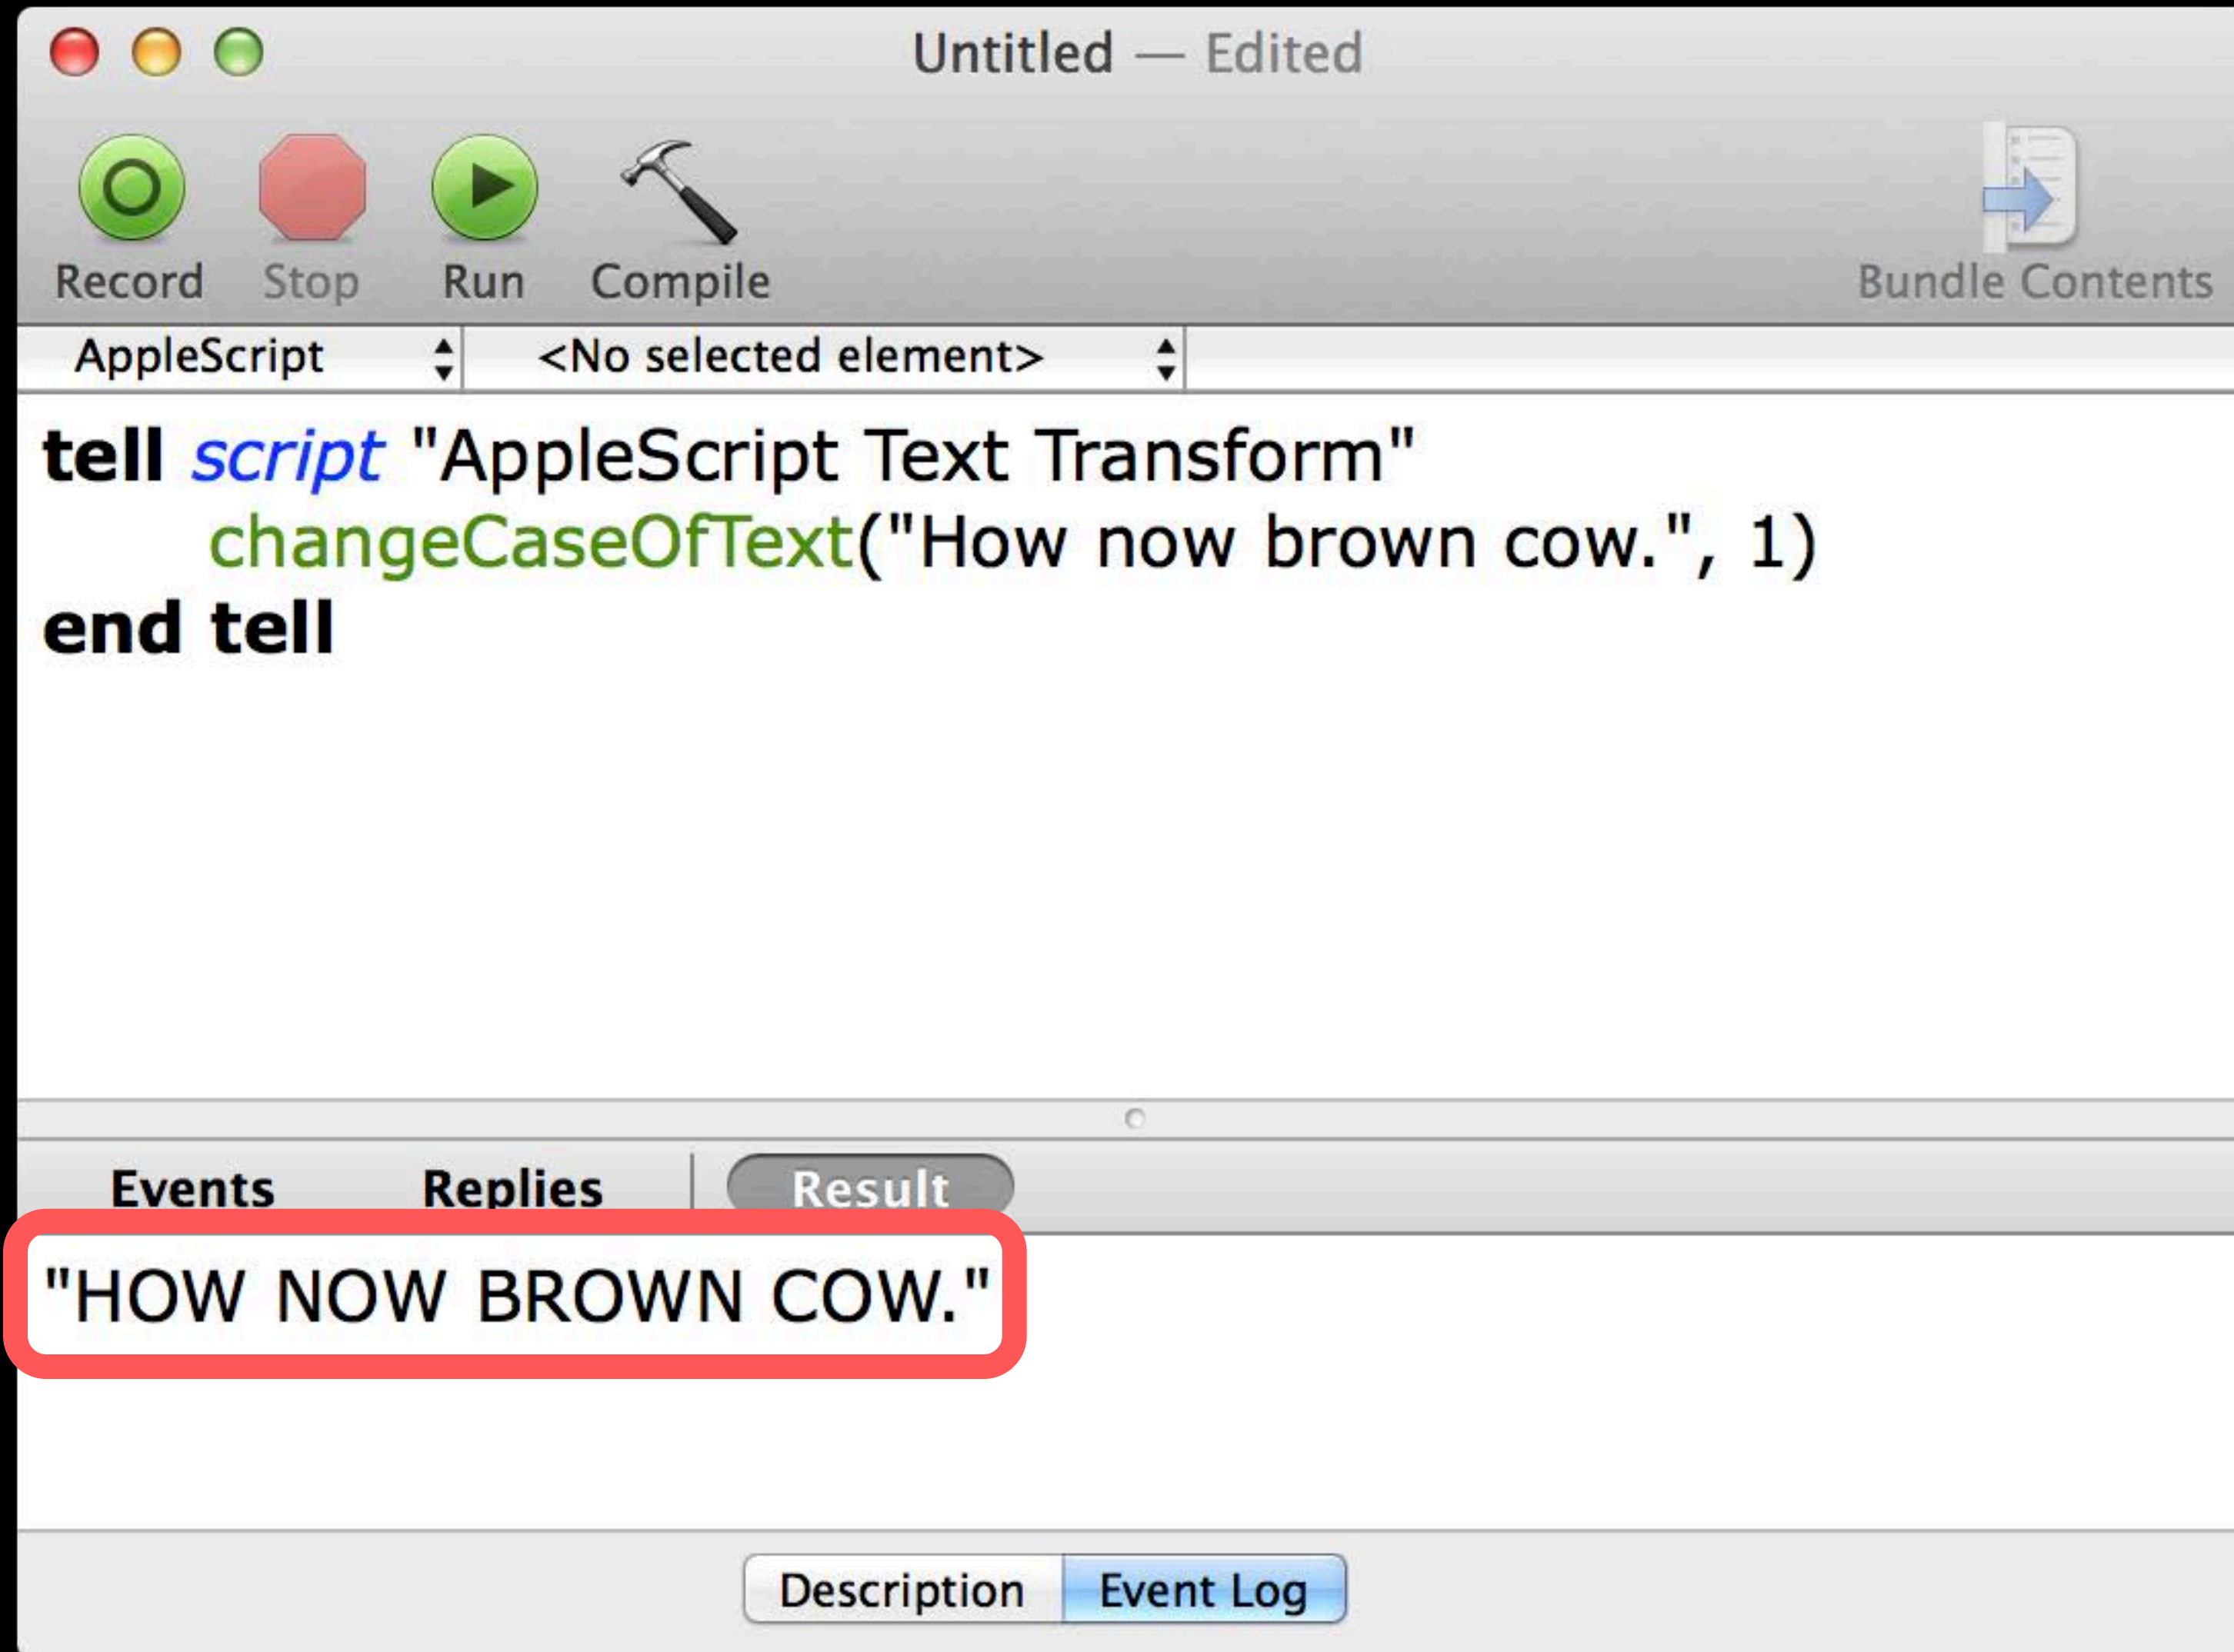 Untitled — Edited
Record Stop Run Compile Bundle Contents
AppleScript <No selected element>
tell script "AppleScript Text Transform"
changeCaseOfText("How now brown cow.", 1)
end tell
Events Replies Result
"HOW NOW BROWN COW."
Description Event Log